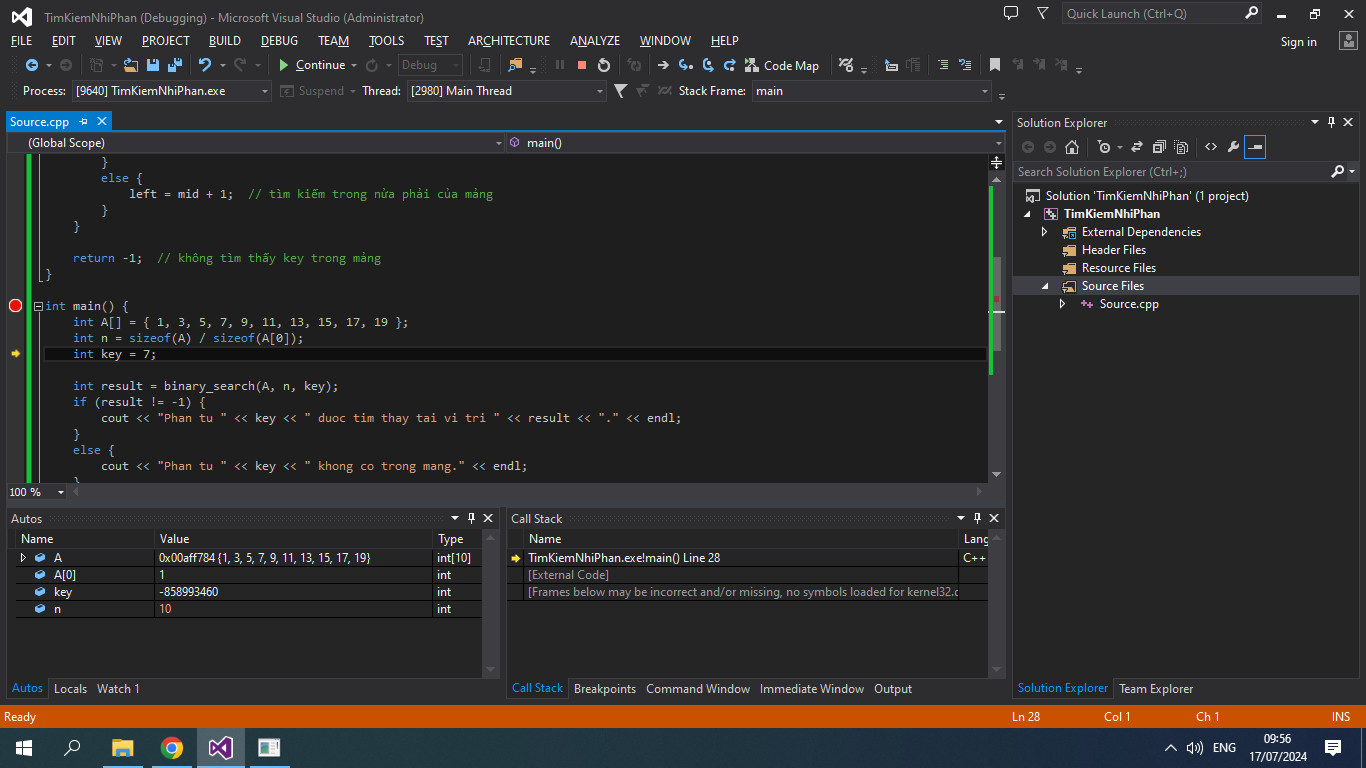 TimKiemNhiPhan (Debugging) - Microsoft Visual Studio (Administrator)
Quick Launch (Ctrl+Q)
FILE EDIT VIEW PROJECT BUILD DEBUG TEAM TOOLS TEST ARCHITECTURE ANALYZE WINDOW HELP
Sign in
Continue Debug Code Map
Process: [9640] TimKiemNhiPhan.exe Suspend Thread: [2980] Main Thread Stack Frame: main
Source.cpp
(Global Scope) main()
}
else {
left = mid + 1;  // tìm kiếm trong nửa phải của mảng
}
}
return -1;  // không tìm thấy key trong mảng
}
int main() {
int A[] = { 1, 3, 5, 7, 9, 11, 13, 15, 17, 19 };
int n = sizeof(A) / sizeof(A[0]);
int key = 7;
int result = binary_search(A, n, key);
if (result != -1) {
cout << "Phan tu " << key << " duoc tim thay tai vi tri " << result << "." << endl;
}
else {
cout << "Phan tu " << key << " khong co trong mang." << endl;
}
100 %
Autos
Name Value Type
A 0x00aff784 {1, 3, 5, 7, 9, 11, 13, 15, 17, 19} int[10]
A[0] 1 int
key -858993460 int
n 10 int
Autos Locals Watch 1
Call Stack
Name Lang
TimKiemNhiPhan.exe!main() Line 28 C++
[External Code]
[Frames below may be incorrect and/or missing, no symbols loaded for kernel32.d
Call Stack Breakpoints Command Window Immediate Window Output
Solution Explorer
Search Solution Explorer (Ctrl+;)
Solution 'TimKiemNhiPhan' (1 project)
TimKiemNhiPhan
External Dependencies
Header Files
Resource Files
Source Files
Source.cpp
Solution Explorer Team Explorer
Ready Ln 28 Col 1 Ch 1 INS
ENG
09:56
17/07/2024